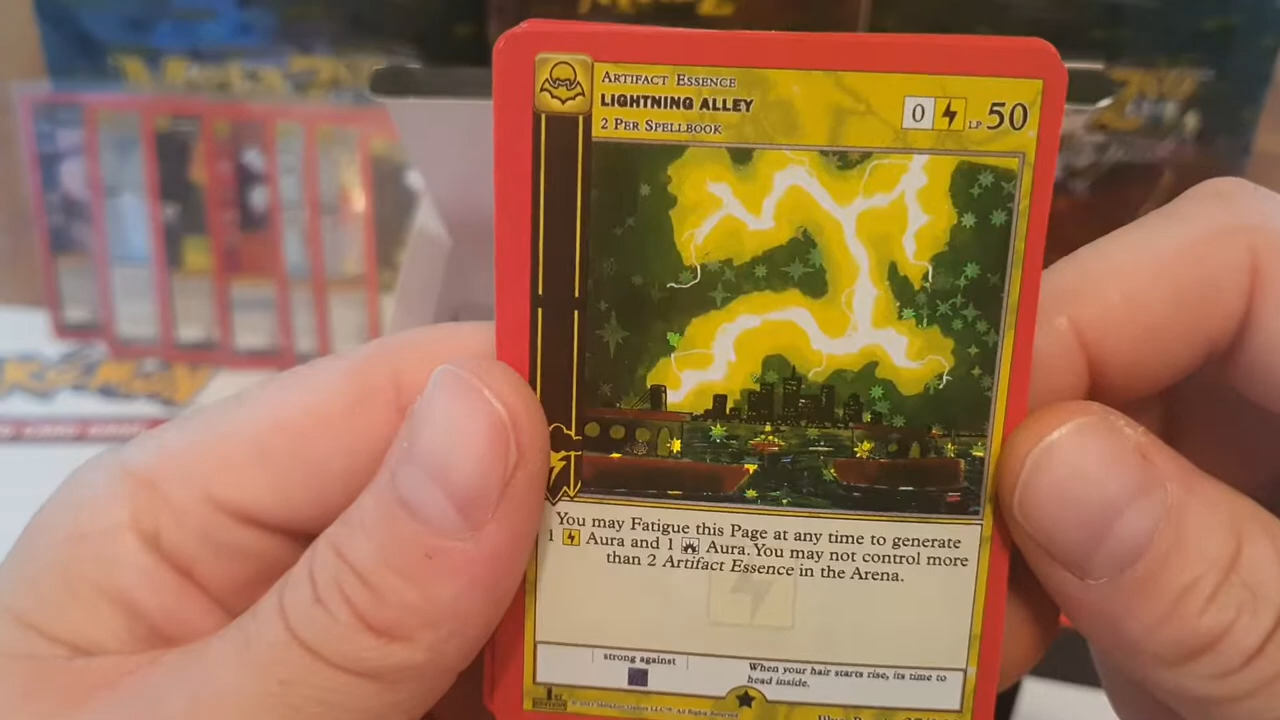 ARTIFACT ESSENCE
LIGHTNING ALLEY
2 PER SPELLBOOK
0 LP 50
You may Fatigue this Page at any time to generate
1 Aura and 1 Aura. You may not control more
than 2 Artifact Essence in the Arena.
strong against
When your hair starts rise, its time to
head inside.
1ST
EDITION